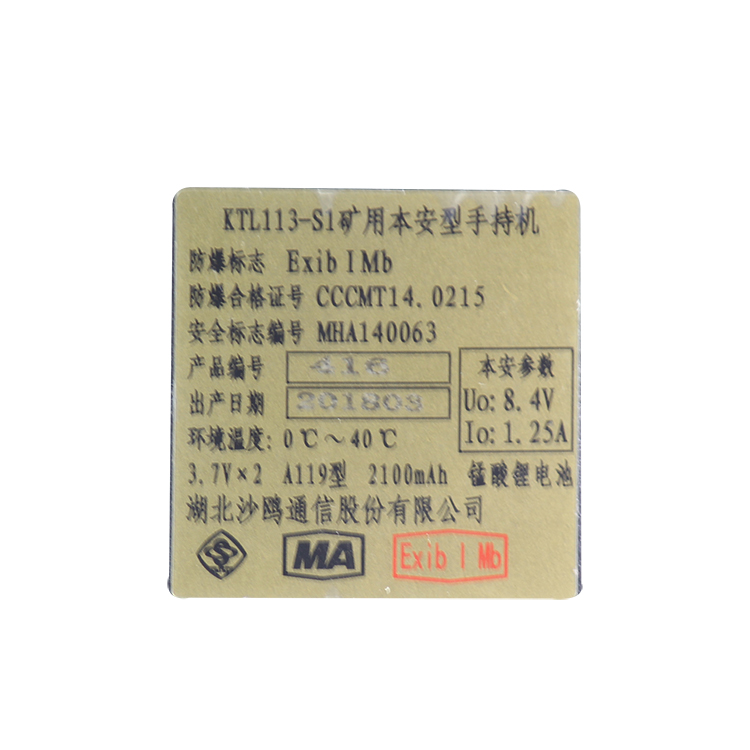 KTL113-S1矿用本安型手持机
防爆标志 Exib I Mb
防爆合格证号 CCCMT14.0215
安全标志编号 MHA140063
产品编号 416
出产日期 201803
本安参数
Uo: 8.4V
Io: 1.25A
环境温度: 0℃～40℃
3.7V×2 A119型 2100mAh 锰酸锂电池
湖北沙鸥通信股份有限公司
MA
Exib I Mb